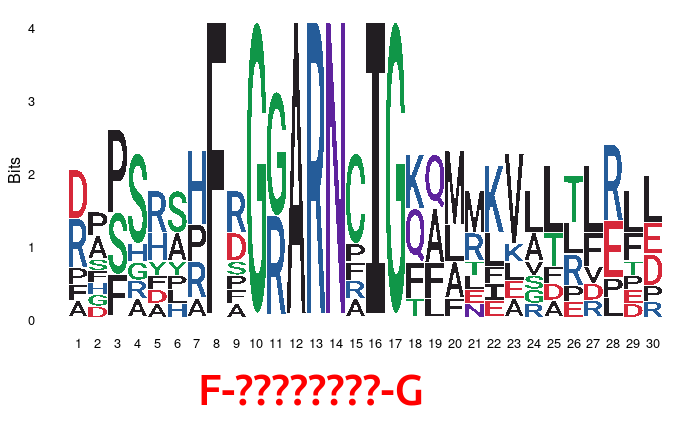 4
3
2
1
0
Bits
D R P F A
P A S F H G D
P S F
S H G R A
R H Y F D A
S A Y P L H
H P R A
F
R D S P F A
G
G R
A
R
N
C P F R A
I
G
K Q F T
Q A F L
M L A F
M R L T E N
K F L I E
V K L E A
L A V S G R
L T F D A
T L R P E
L F V D R
R E P L
L F T E P D
L E D P R
1 2 3 4 5 6 7 8 9 10 11 12 13 14 15 16 17 18 19 20 21 22 23 24 25 26 27 28 29 30
F-????????-G